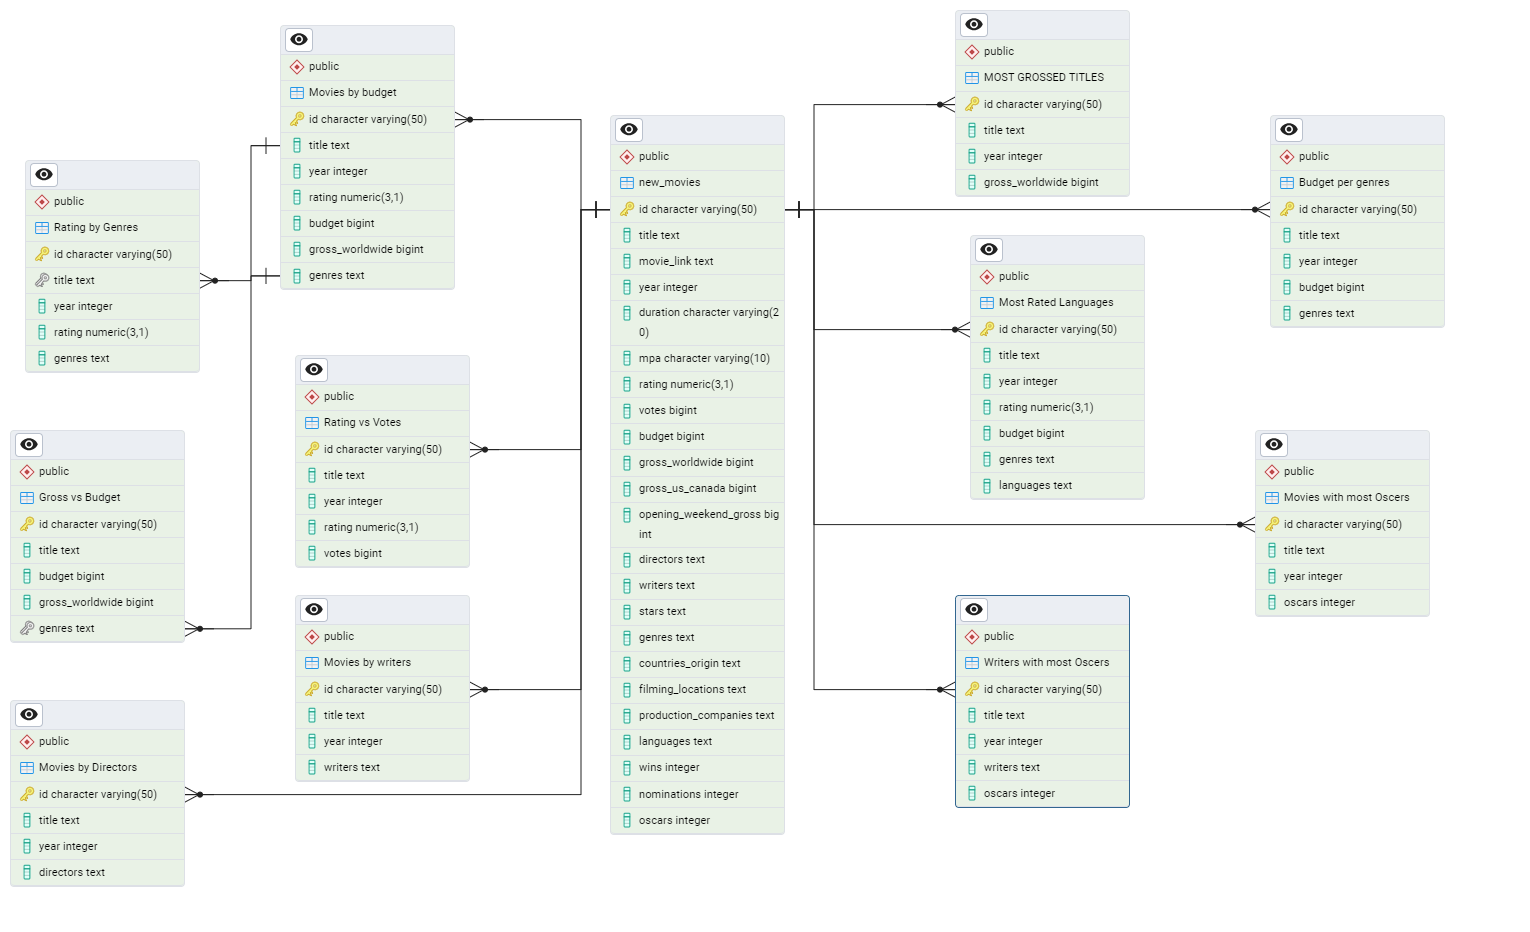 public
Movies by budget
id character varying(50)
title text
year integer
rating numeric(3,1)
budget bigint
gross_worldwide bigint
genres text
public
Rating by Genres
id character varying(50)
title text
year integer
rating numeric(3,1)
genres text
public
Gross vs Budget
id character varying(50)
title text
budget bigint
gross_worldwide bigint
genres text
public
Movies by Directors
id character varying(50)
title text
year integer
directors text
public
Rating vs Votes
id character varying(50)
title text
year integer
rating numeric(3,1)
votes bigint
public
Movies by writers
id character varying(50)
title text
year integer
writers text
public
new_movies
id character varying(50)
title text
movie_link text
year integer
duration character varying(2
0)
mpa character varying(10)
rating numeric(3,1)
votes bigint
budget bigint
gross_worldwide bigint
gross_us_canada bigint
opening_weekend_gross big
int
directors text
writers text
stars text
genres text
countries_origin text
filming_locations text
production_companies text
languages text
wins integer
nominations integer
oscars integer
public
MOST GROSSED TITLES
id character varying(50)
title text
year integer
gross_worldwide bigint
public
Most Rated Languages
id character varying(50)
title text
year integer
rating numeric(3,1)
budget bigint
genres text
languages text
public
Writers with most Oscers
id character varying(50)
title text
year integer
writers text
oscars integer
public
Budget per genres
id character varying(50)
title text
year integer
budget bigint
genres text
public
Movies with most Oscers
id character varying(50)
title text
year integer
oscars integer